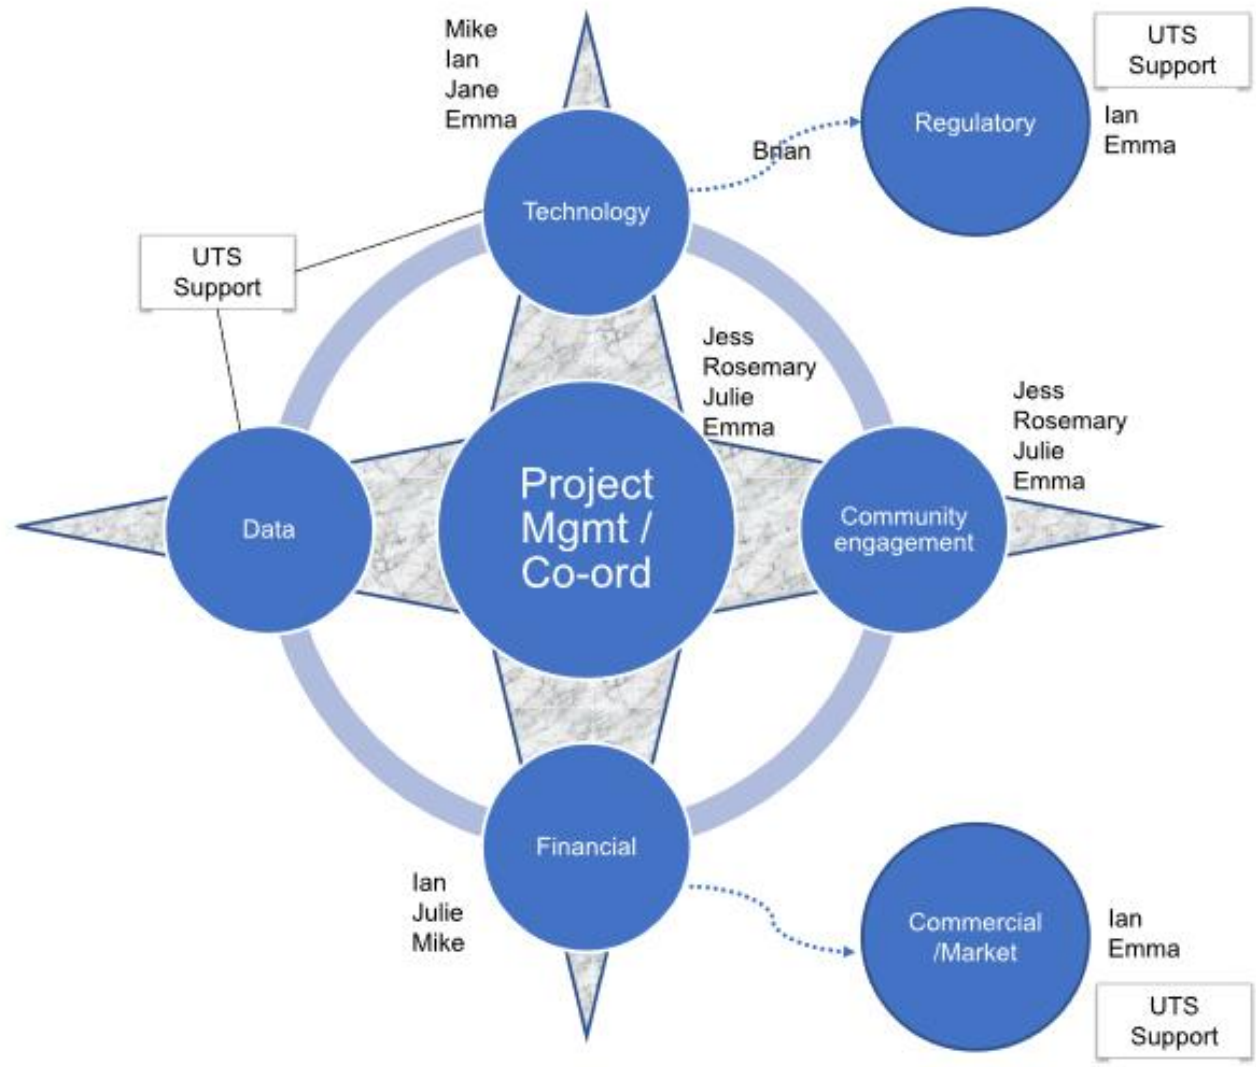 Mike
Ian
Jane
Emma
UTS
Support
Regulatory
Ian
Emma
Brian
Technology
UTS
Support
Jess
Rosemary
Julie
Emma
Jess
Rosemary
Julie
Emma
Project
Mgmt /
Co-ord
Data
Community
engagement
Financial
Ian
Julie
Mike
Commercial
/Market
Ian
Emma
UTS
Support